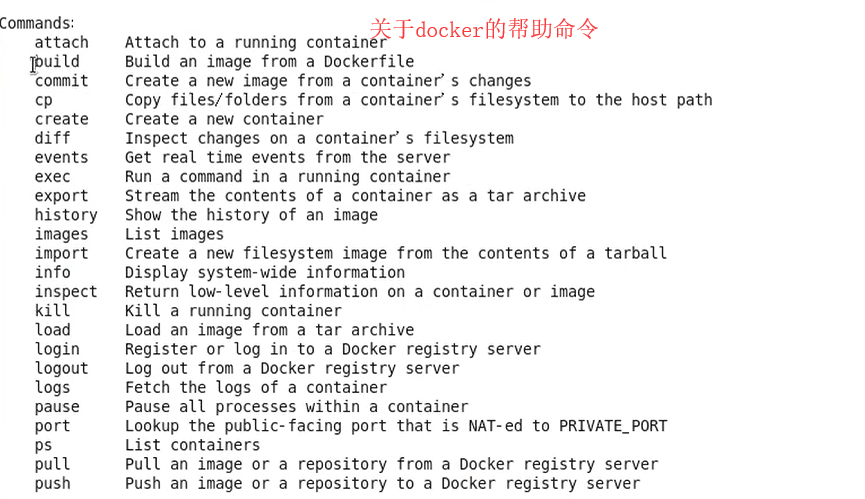 Commands:
关于docker的帮助命令
attach Attach to a running container
build Build an image from a Dockerfile
commit Create a new image from a container's changes
cp Copy files/folders from a container's filesystem to the host path
create Create a new container
diff Inspect changes on a container's filesystem
events Get real time events from the server
exec Run a command in a running container
export Stream the contents of a container as a tar archive
history Show the history of an image
images List images
import Create a new filesystem image from the contents of a tarball
info Display system-wide information
inspect Return low-level information on a container or image
kill Kill a running container
load Load an image from a tar archive
login Register or log in to a Docker registry server
logout Log out from a Docker registry server
logs Fetch the logs of a container
pause Pause all processes within a container
port Lookup the public-facing port that is NAT-ed to PRIVATE_PORT
ps List containers
pull Pull an image or a repository from a Docker registry server
push Push an image or a repository to a Docker registry server